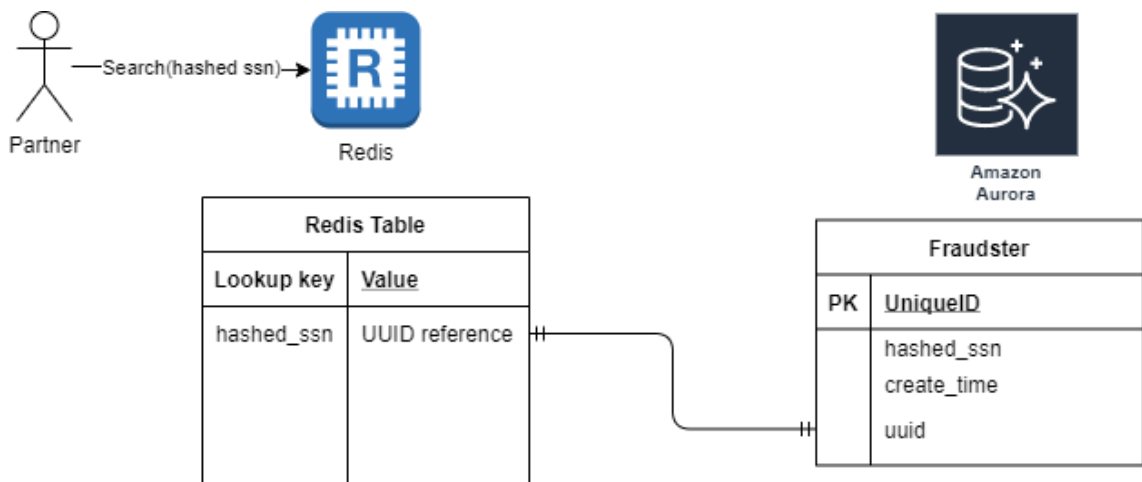 Search(hashed ssn)
R
Partner
Redis
Amazon
Aurora
Redis Table
Lookup key Value
hashed_ssn UUID reference
Fraudster
PK UniqueID
hashed_ssn
create_time
uuid